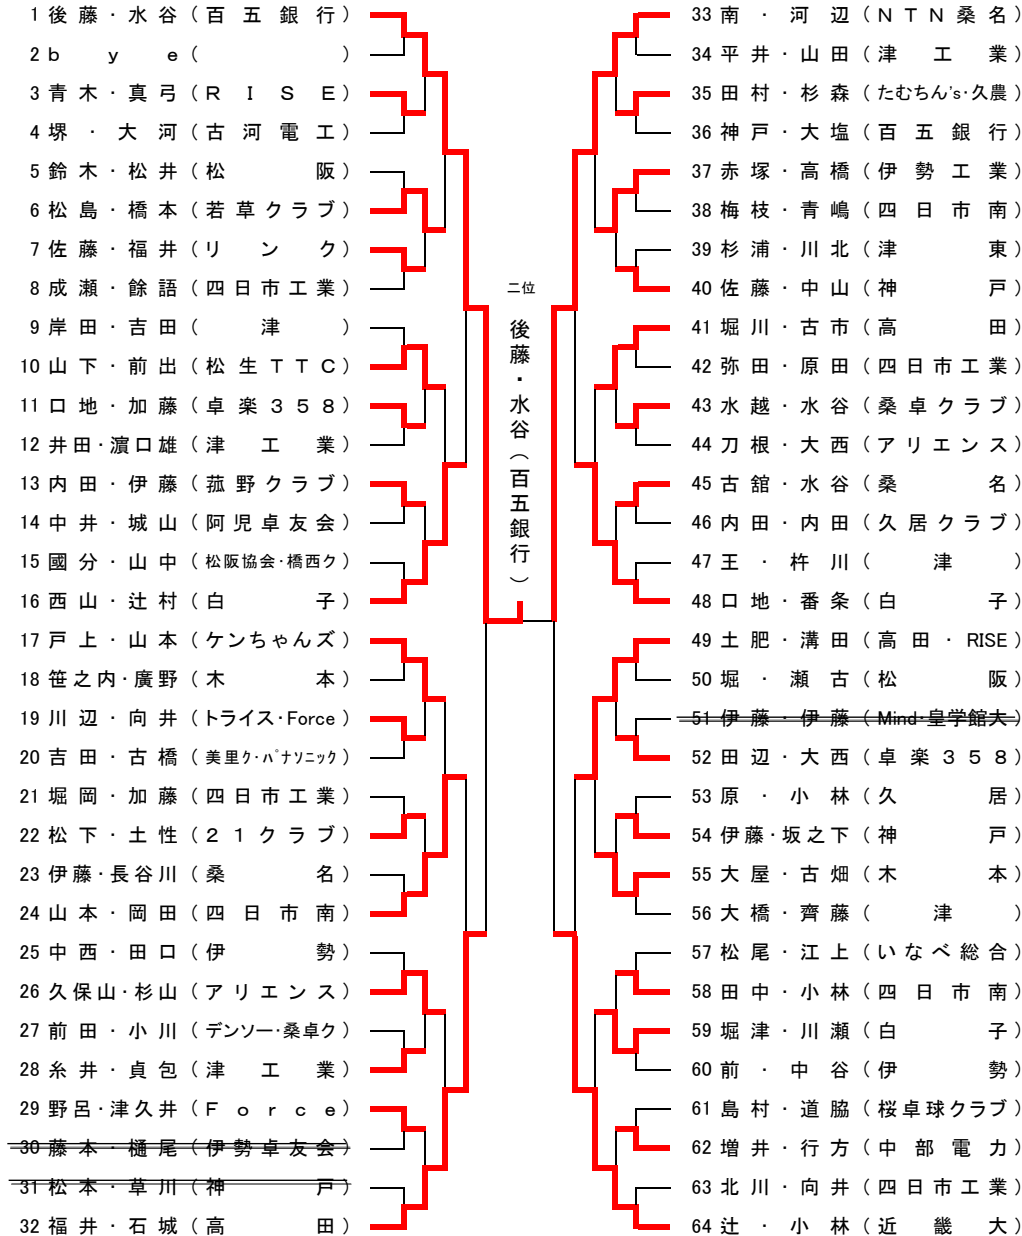 1 後藤・水谷（百五銀行）
2 bye（　）
3 青木・真弓（RISE）
4 堺・大河（古河電工）
5 鈴木・松井（松阪）
6 松島・橋本（若草クラブ）
7 佐藤・福井（リンク）
8 成瀬・餘語（四日市工業）
9 岸田・吉田（津）
10 山下・前出（松生TTC）
11 口地・加藤（卓楽358）
12 井田・濵口雄（津工業）
13 内田・伊藤（菰野クラブ）
14 中井・城山（阿児卓友会）
15 國分・山中（松阪協会・橋西ク）
16 西山・辻村（白子）
17 戸上・山本（ケンちゃんズ）
18 笹之内・廣野（木本）
19 川辺・向井（トライス・Force）
20 吉田・古橋（美里ク・パナソニック）
21 堀岡・加藤（四日市工業）
22 松下・土性（21クラブ）
23 伊藤・長谷川（桑名）
24 山本・岡田（四日市南）
25 中西・田口（伊勢）
26 久保山・杉山（アリエンス）
27 前田・小川（デンソー・桑卓ク）
28 糸井・貞包（津工業）
29 野呂・津久井（Force）
30 藤本・樋尾（伊勢卓友会）
31 松本・草川（神戸）
32 福井・石城（高田）
二位
後藤・水谷（百五銀行）
33 南・河辺（NTN桑名）
34 平井・山田（津工業）
35 田村・杉森（たむちん's・久農）
36 神戸・大塩（百五銀行）
37 赤塚・高橋（伊勢工業）
38 梅枝・青嶋（四日市南）
39 杉浦・川北（津東）
40 佐藤・中山（神戸）
41 堀川・古市（高田）
42 弥田・原田（四日市工業）
43 水越・水谷（桑卓クラブ）
44 刀根・大西（アリエンス）
45 古舘・水谷（桑名）
46 内田・内田（久居クラブ）
47 王・杵川（津）
48 口地・番条（白子）
49 土肥・溝田（高田・RISE）
50 堀・瀬古（松阪）
51 伊藤・伊藤（Mind・皇学館大）
52 田辺・大西（卓楽358）
53 原・小林（久居）
54 伊藤・坂之下（神戸）
55 大屋・古畑（木本）
56 大橋・齊藤（津）
57 松尾・江上（いなべ総合）
58 田中・小林（四日市南）
59 堀津・川瀬（白子）
60 前・中谷（伊勢）
61 島村・道脇（桜卓球クラブ）
62 増井・行方（中部電力）
63 北川・向井（四日市工業）
64 辻・小林（近畿大）